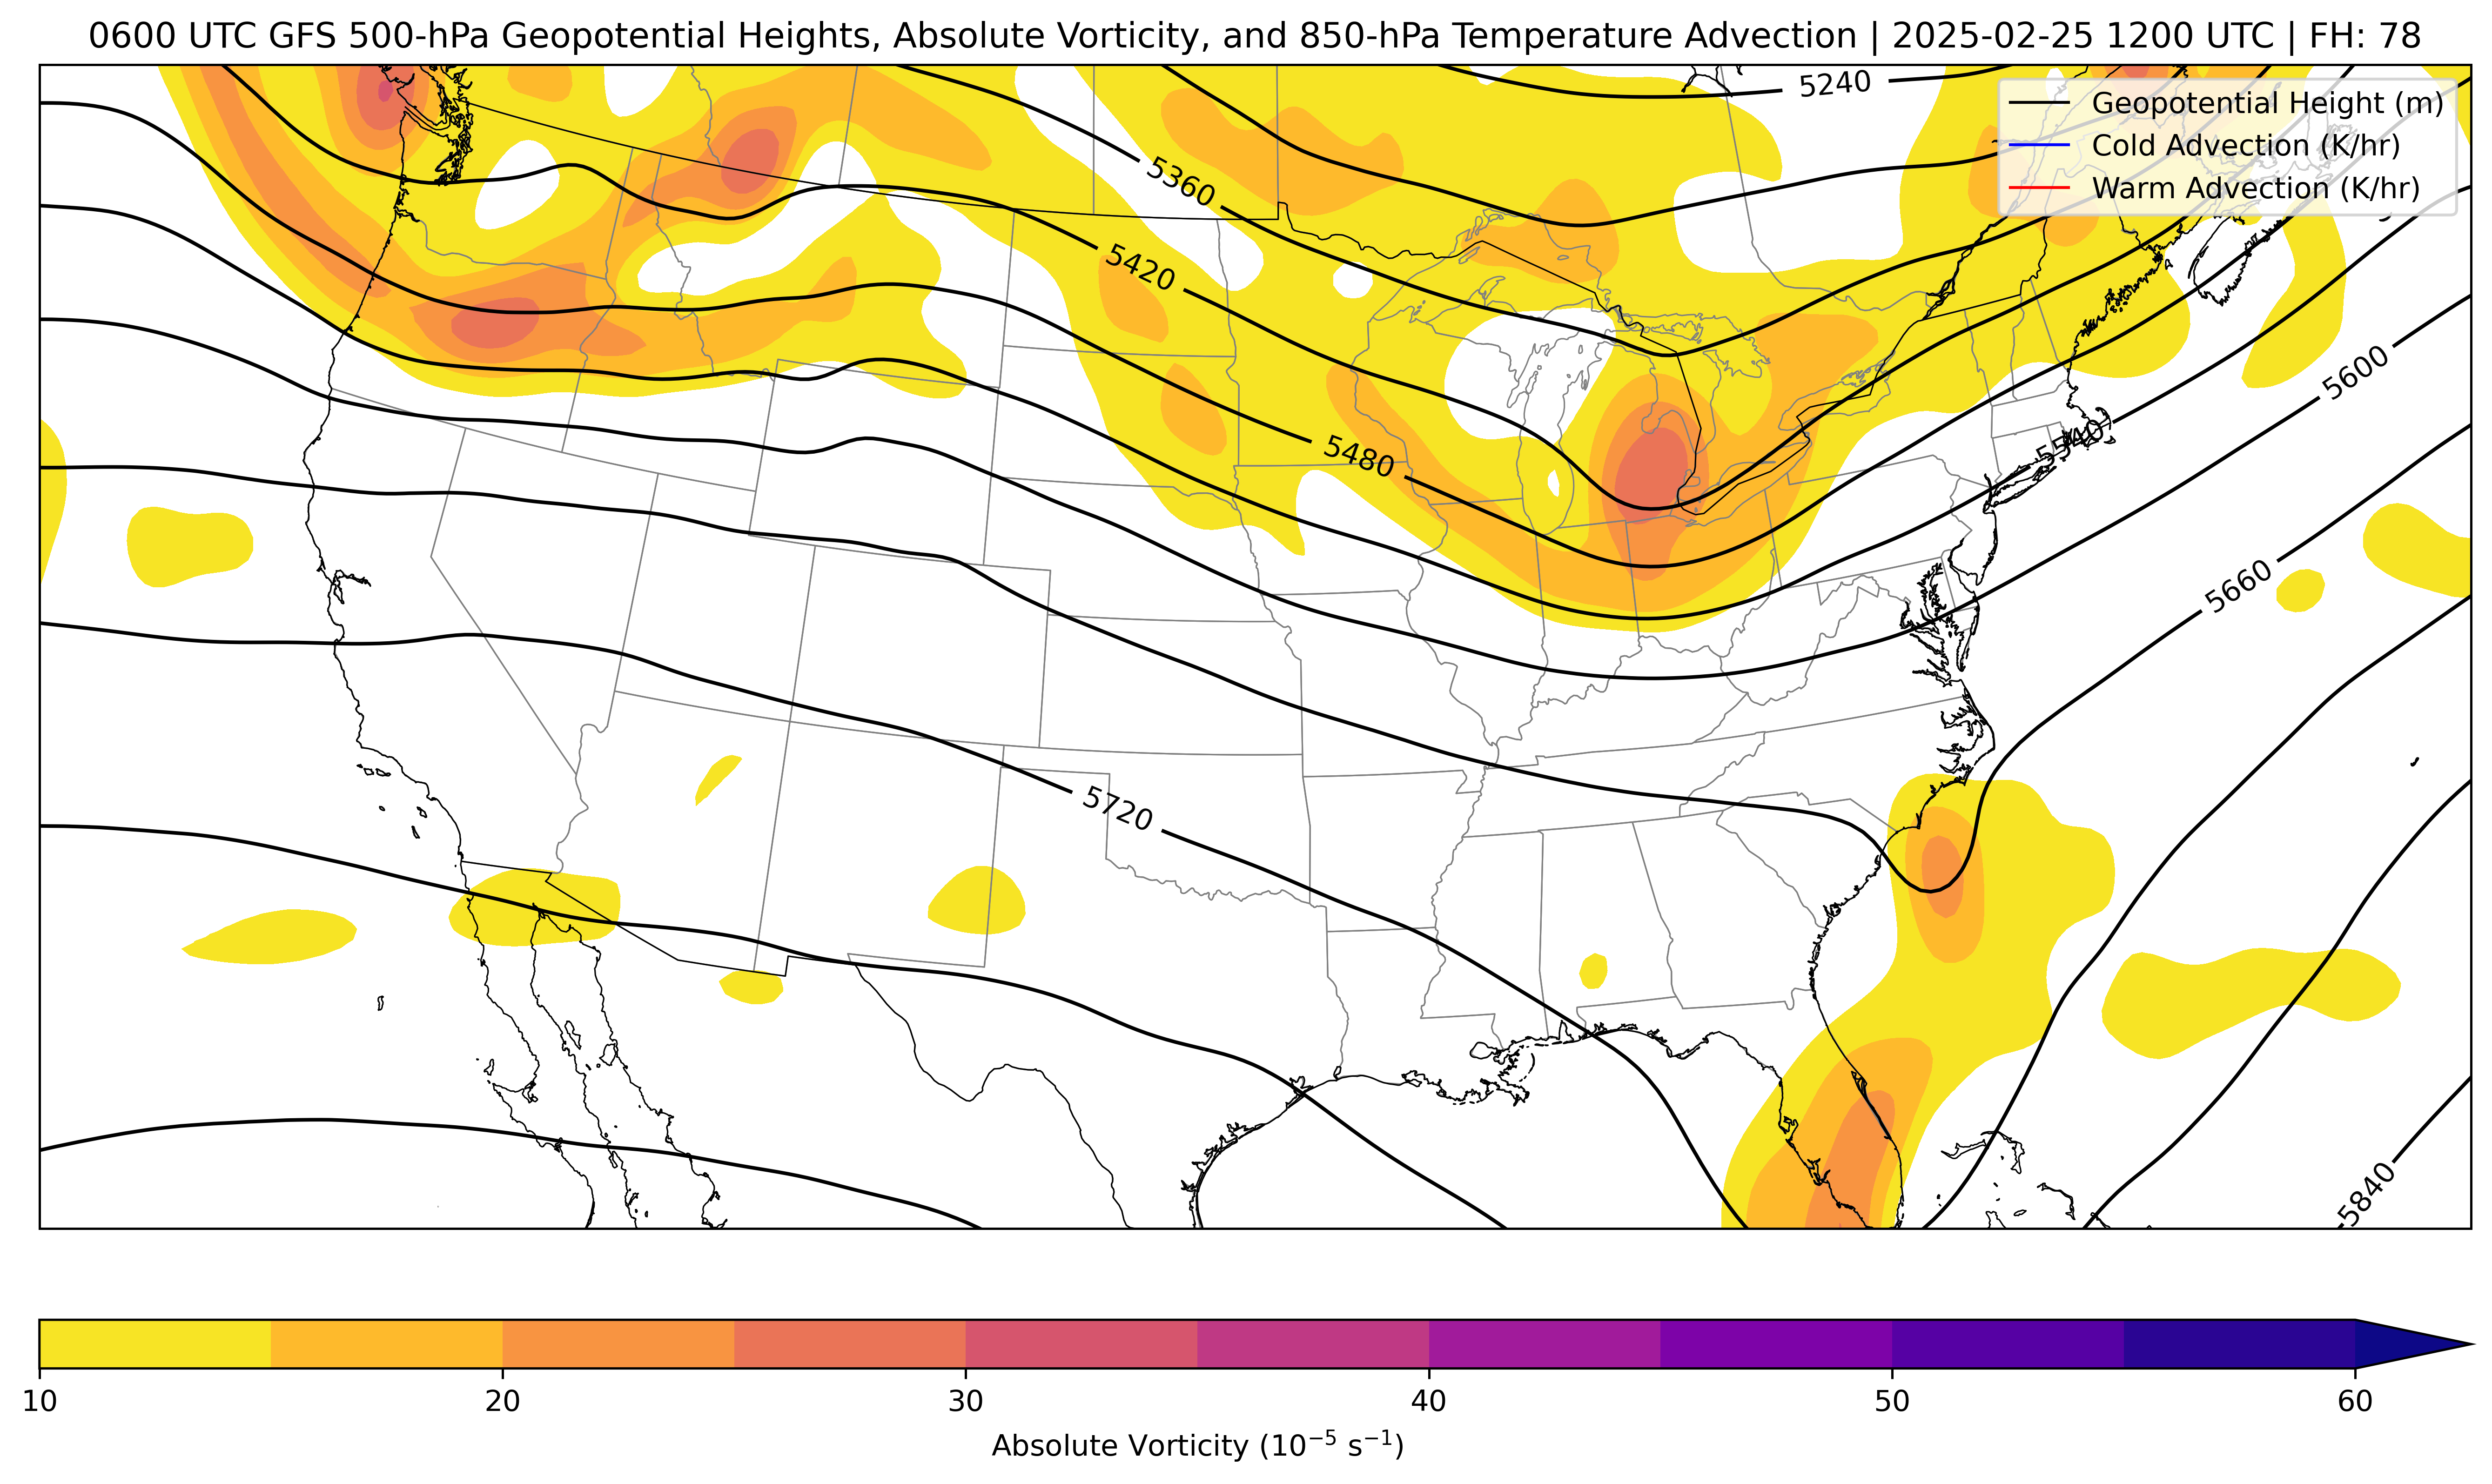 0600 UTC GFS 500-hPa Geopotential Heights, Absolute Vorticity, and 850-hPa Temperature Advection | 2025-02-25 1200 UTC | FH: 78
5240
Geopotential Height (m)
Cold Advection (K/hr)
Warm Advection (K/hr)
5360
5420
5600
5480
5540
5660
5720
5840
10 20 30 40 50 60
Absolute Vorticity (10⁻⁵ s⁻¹)